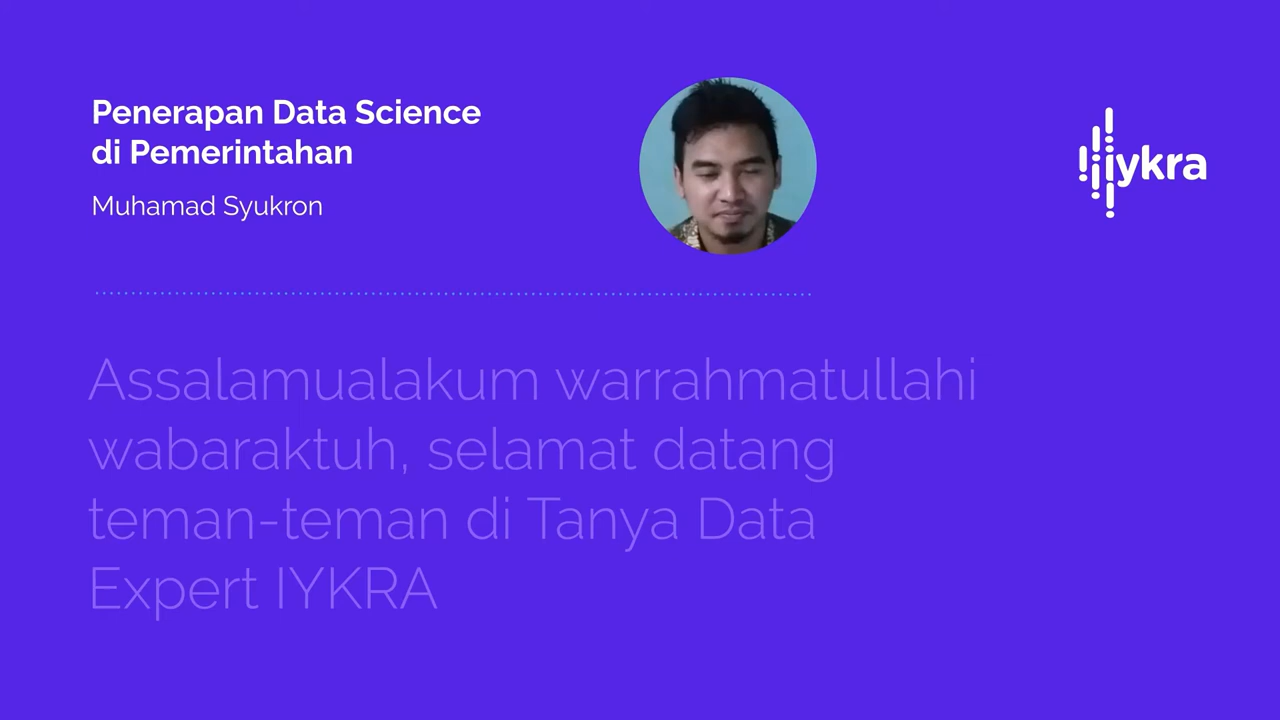 Penerapan Data Science
di Pemerintahan
Muhamad Syukron
iykra
Assalamualakum warrahmatullahi
wabaraktuh, selamat datang
teman-teman di Tanya Data
Expert IYKRA